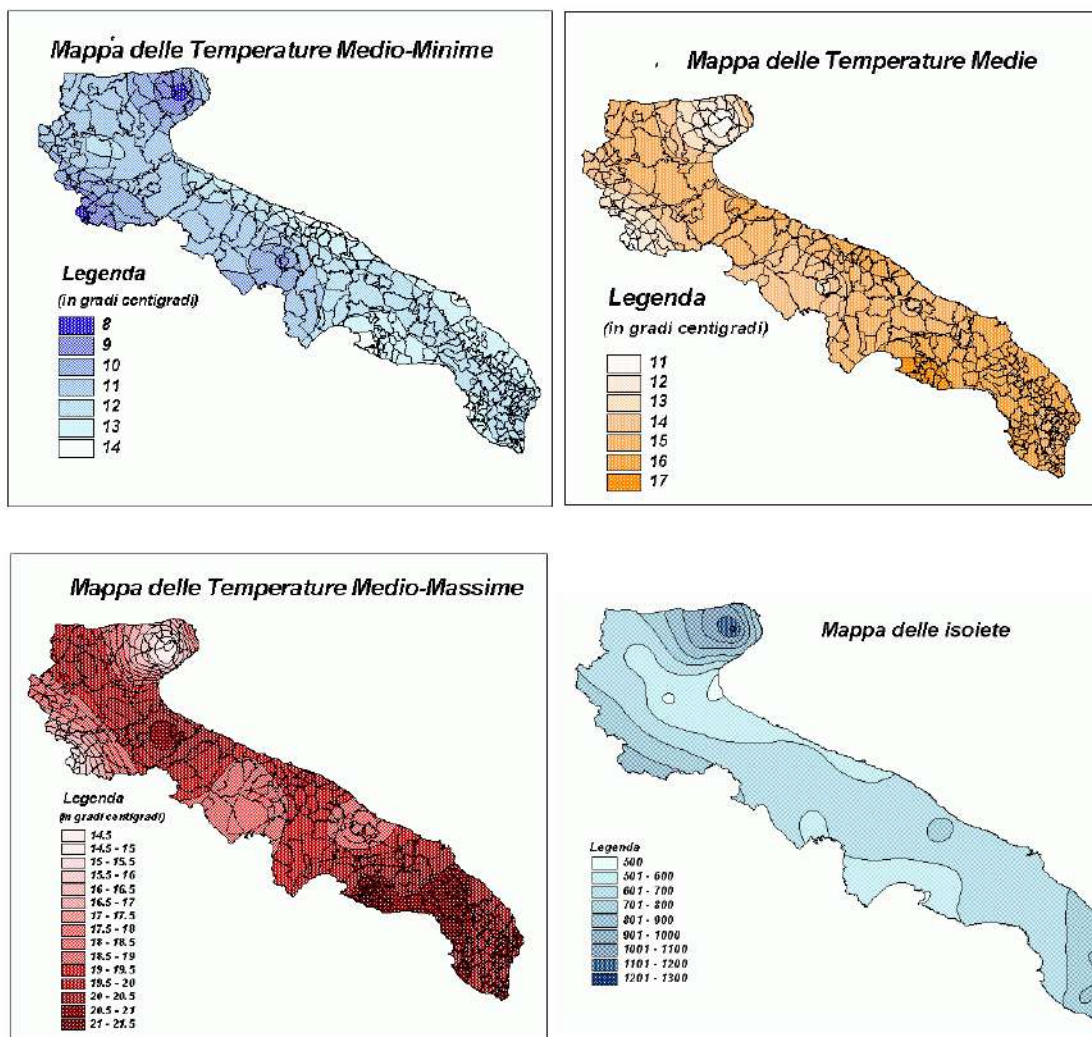 Mappa delle Temperature Medio-Minime
Legenda
(in gradi centigradi)
8
9
10
11
12
13
14
Mappa delle Temperature Medie
Legenda
(in gradi centigradi)
11
12
13
14
15
16
17
Mappa delle Temperature Medio-Massime
Legenda
(in gradi centigradi)
14.5
14.5 - 15
15 - 15.5
15.5 - 16
16 - 16.5
16.5 - 17
17 - 17.5
17.5 - 18
18 - 18.5
18.5 - 19
19 - 19.5
19.5 - 20
20 - 20.5
20.5 - 21
21 - 21.5
Mappa delle isoiete
Legenda
500
501 - 600
601 - 700
701 - 800
801 - 900
901 - 1000
1001 - 1100
1101 - 1200
1201 - 1300